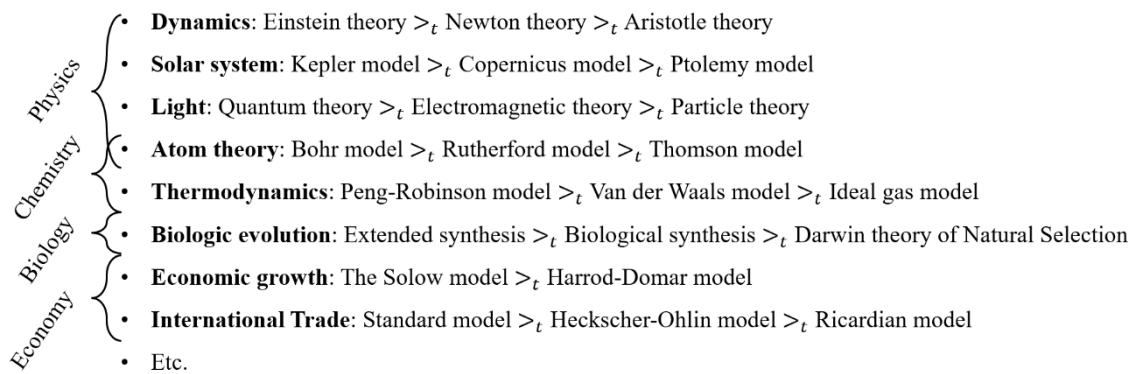 Physics
• Dynamics: Einstein theory >ₜ Newton theory >ₜ Aristotle theory
• Solar system: Kepler model >ₜ Copernicus model >ₜ Ptolemy model
• Light: Quantum theory >ₜ Electromagnetic theory >ₜ Particle theory
Chemistry
• Atom theory: Bohr model >ₜ Rutherford model >ₜ Thomson model
• Thermodynamics: Peng-Robinson model >ₜ Van der Waals model >ₜ Ideal gas model
Biology
• Biologic evolution: Extended synthesis >ₜ Biological synthesis >ₜ Darwin theory of Natural Selection
Economy
• Economic growth: The Solow model >ₜ Harrod-Domar model
• International Trade: Standard model >ₜ Heckscher-Ohlin model >ₜ Ricardian model
• Etc.